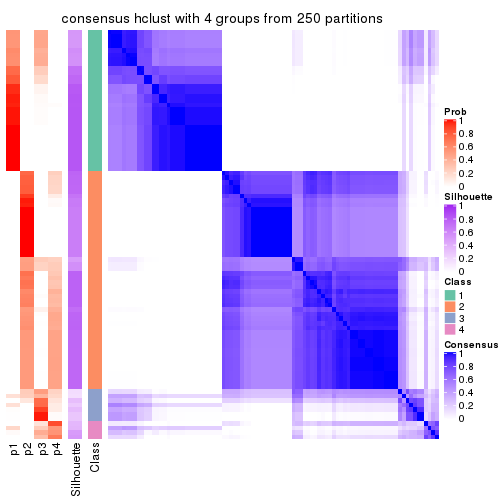 consensus hclust with 4 groups from 250 partitions
Prob
1
0.8
0.6
0.4
0.2
0
Silhouette
1
0.8
0.6
0.4
0.2
0
Class
1
2
3
4
Consensus
1
0.8
0.6
0.4
0.2
0
p1
p2
p3
p4
Silhouette
Class